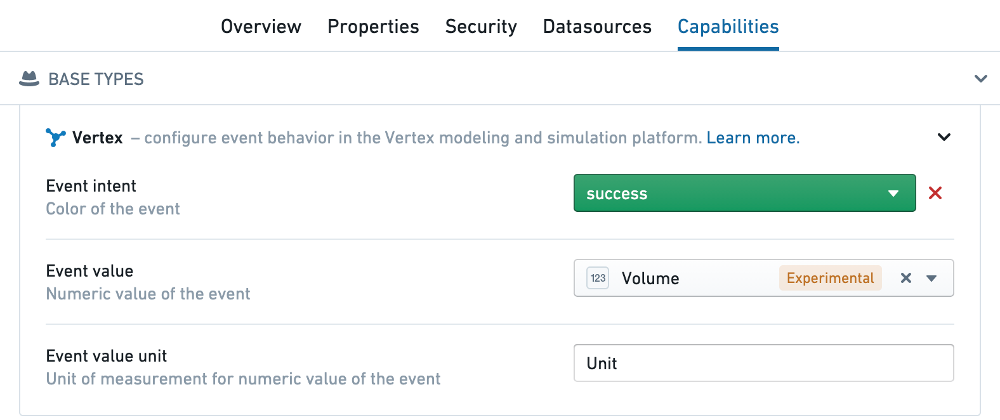 Overview Properties Security Datasources Capabilities
BASE TYPES
Vertex – configure event behavior in the Vertex modeling and simulation platform. Learn more.
Event intent
Color of the event
success
Event value
Numeric value of the event
123 Volume Experimental
Event value unit
Unit of measurement for numeric value of the event
Unit